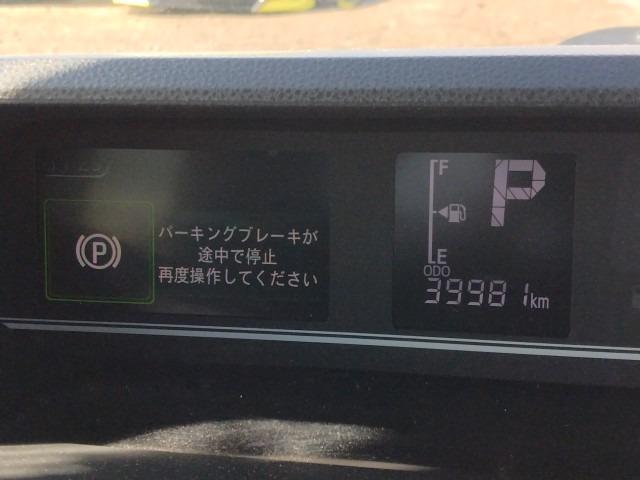 パーキングブレーキが
途中で停止
再度操作してください
P
F
P
E
ODO
39981km